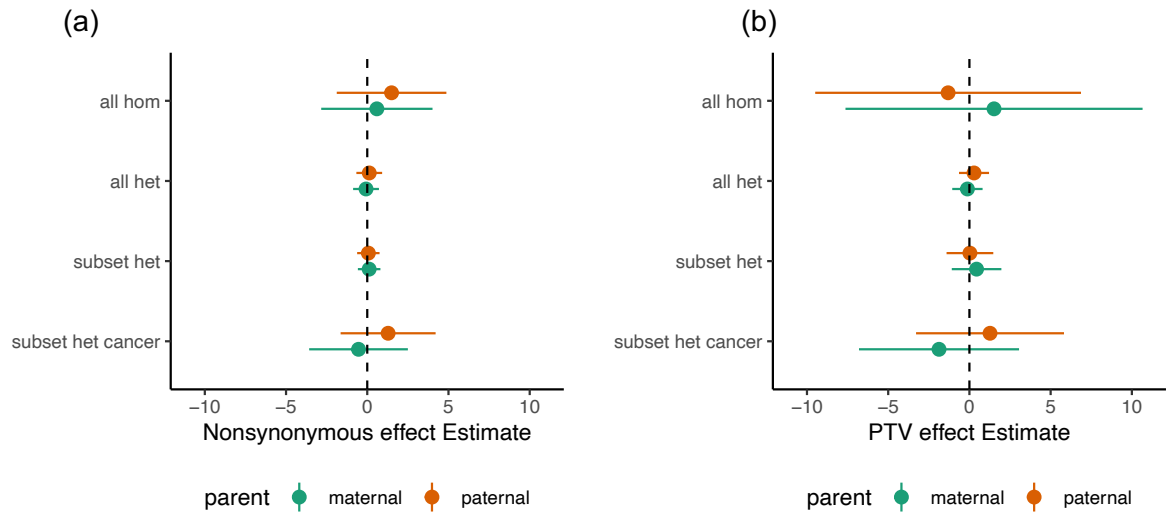 (a)
all hom
all het
subset het
subset het cancer
−10 −5 0 5 10
Nonsynonymous effect Estimate
parent maternal paternal
(b)
all hom
all het
subset het
subset het cancer
−10 −5 0 5 10
PTV effect Estimate
parent maternal paternal